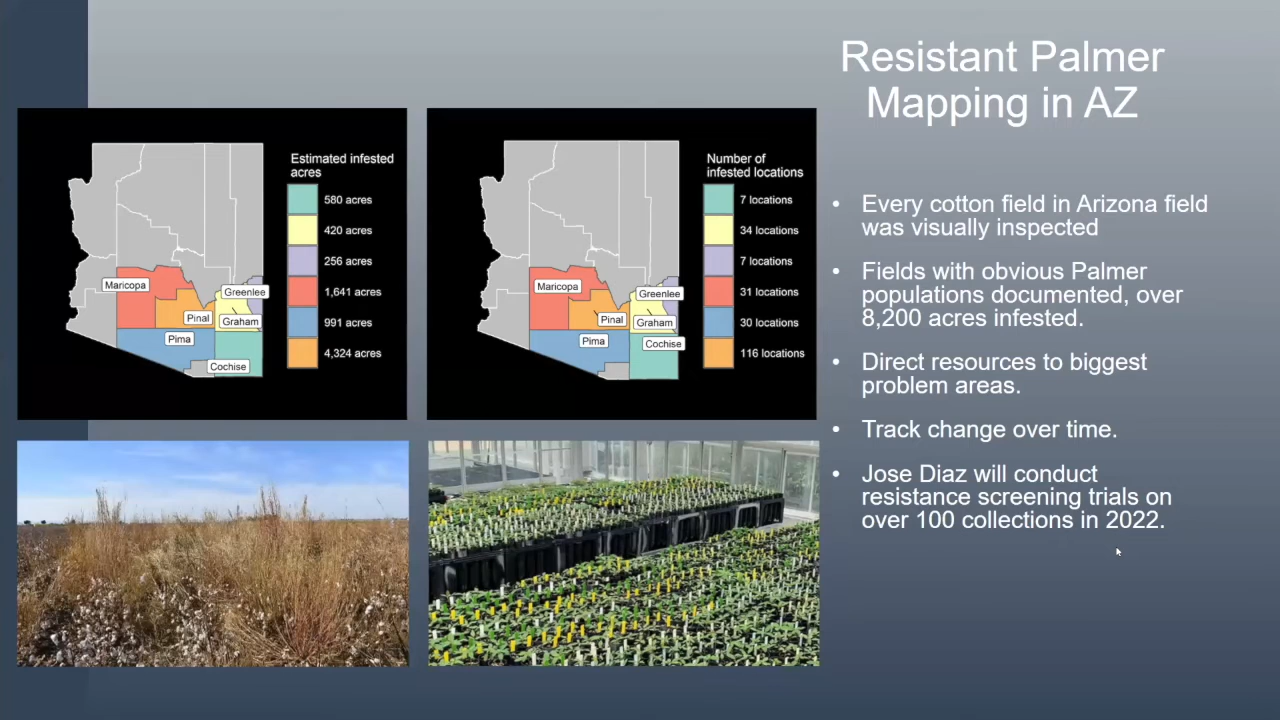 Resistant Palmer
Mapping in AZ
Estimated infested
acres
580 acres
420 acres
256 acres
1,641 acres
991 acres
4,324 acres
Maricopa
Greenlee
Pinal
Graham
Pima
Cochise
Number of
infested locations
7 locations
34 locations
7 locations
31 locations
30 locations
116 locations
Maricopa
Greenlee
Pinal
Graham
Pima
Cochise
• Every cotton field in Arizona field
was visually inspected
• Fields with obvious Palmer
populations documented, over
8,200 acres infested.
• Direct resources to biggest
problem areas.
• Track change over time.
• Jose Diaz will conduct
resistance screening trials on
over 100 collections in 2022.